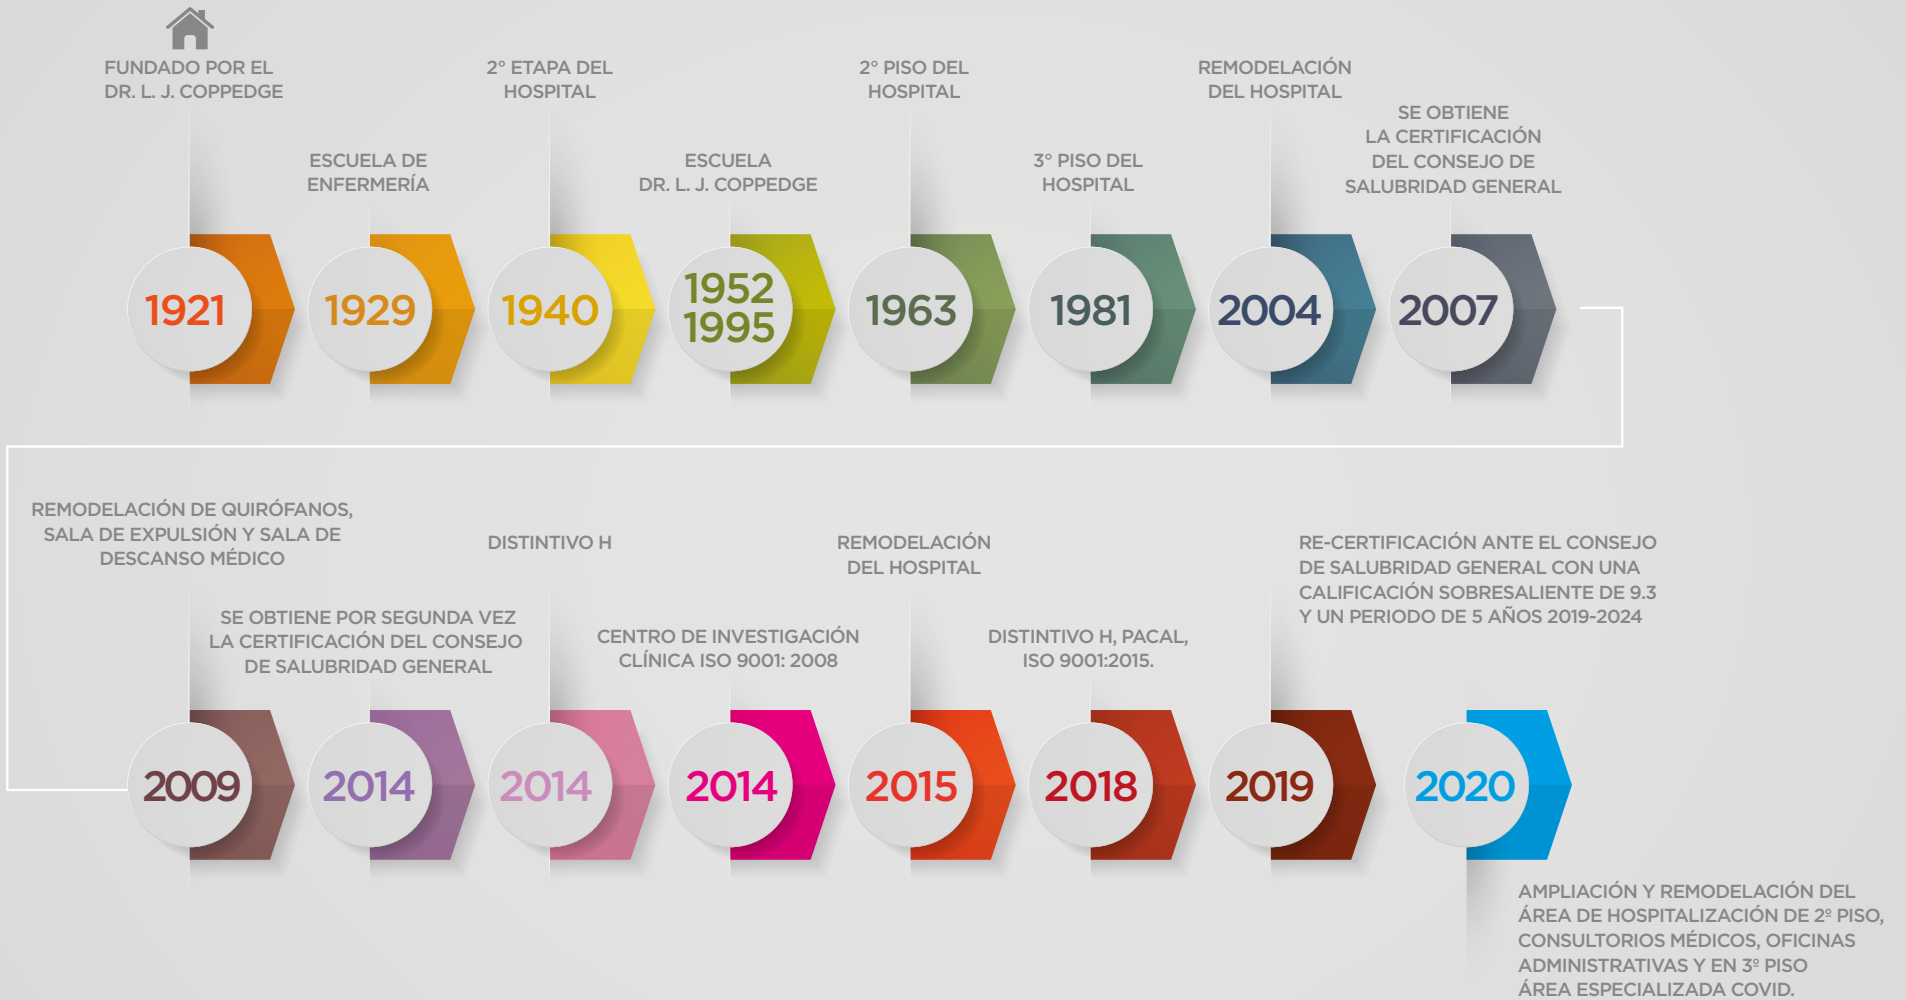 FUNDADO POR EL
DR. L. J. COPPEDGE
1921
ESCUELA DE
ENFERMERÍA
1929
2° ETAPA DEL
HOSPITAL
1940
ESCUELA
DR. L. J. COPPEDGE
1952
1995
2° PISO DEL
HOSPITAL
1963
3° PISO DEL
HOSPITAL
1981
REMODELACIÓN
DEL HOSPITAL
2004
SE OBTIENE
LA CERTIFICACIÓN
DEL CONSEJO DE
SALUBRIDAD GENERAL
2007
REMODELACIÓN DE QUIRÓFANOS,
SALA DE EXPULSIÓN Y SALA DE
DESCANSO MÉDICO
2009
SE OBTIENE POR SEGUNDA VEZ
LA CERTIFICACIÓN DEL CONSEJO
DE SALUBRIDAD GENERAL
2014
DISTINTIVO H
2014
CENTRO DE INVESTIGACIÓN
CLÍNICA ISO 9001: 2008
2014
REMODELACIÓN
DEL HOSPITAL
2015
DISTINTIVO H, PACAL,
ISO 9001:2015.
2018
RE-CERTIFICACIÓN ANTE EL CONSEJO
DE SALUBRIDAD GENERAL CON UNA
CALIFICACIÓN SOBRESALIENTE DE 9.3
Y UN PERIODO DE 5 AÑOS 2019-2024
2019
2020
AMPLIACIÓN Y REMODELACIÓN DEL
ÁREA DE HOSPITALIZACIÓN DE 2º PISO,
CONSULTORIOS MÉDICOS, OFICINAS
ADMINISTRATIVAS Y EN 3º PISO
ÁREA ESPECIALIZADA COVID.